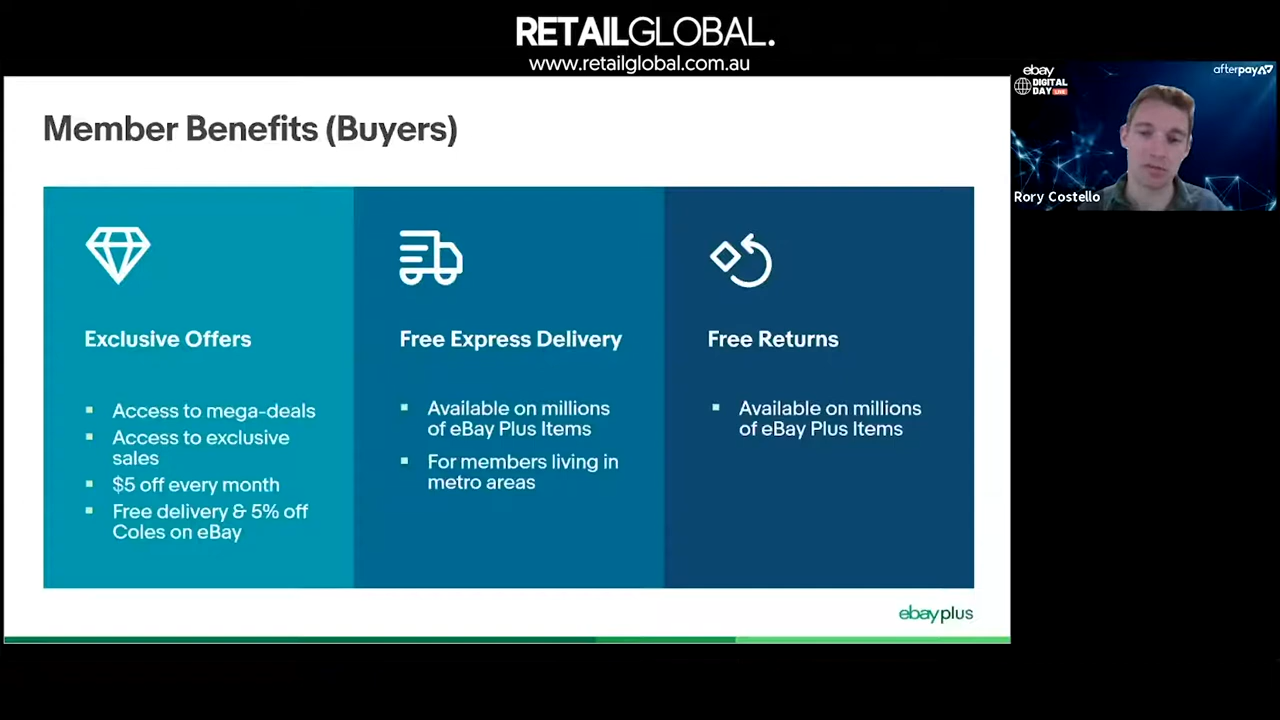 RETAILGLOBAL.
www.retailglobal.com.au
ebay
DIGITAL
DAY LIVE
afterpay
Rory Costello
Member Benefits (Buyers)
Exclusive Offers
▪ Access to mega-deals
▪ Access to exclusive
sales
▪ $5 off every month
▪ Free delivery & 5% off
Coles on eBay
Free Express Delivery
▪ Available on millions
of eBay Plus Items
▪ For members living in
metro areas
Free Returns
▪ Available on millions
of eBay Plus Items
ebayplus